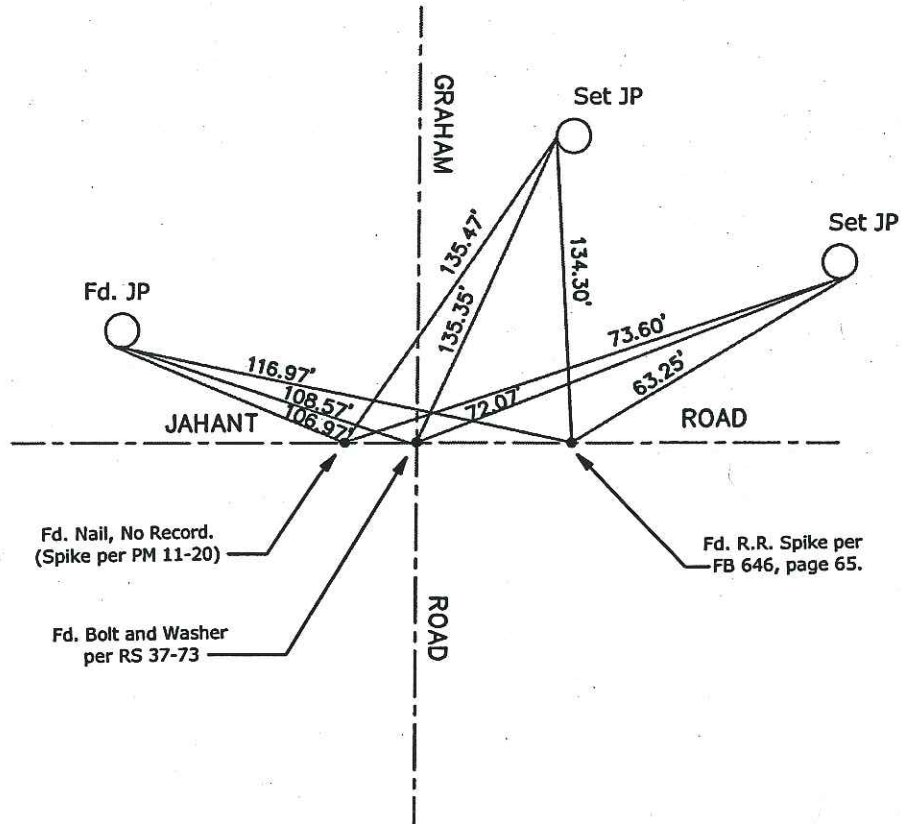 GRAHAM
Set JP
Set JP
Fd. JP
135.47'
135.35'
134.30'
73.60'
72.07'
63.25'
116.97'
108.57'
106.97'
JAHANT
ROAD
Fd. Nail, No Record.
(Spike per PM 11-20)
Fd. R.R. Spike per
FB 646, page 65.
Fd. Bolt and Washer
per RS 37-73
ROAD